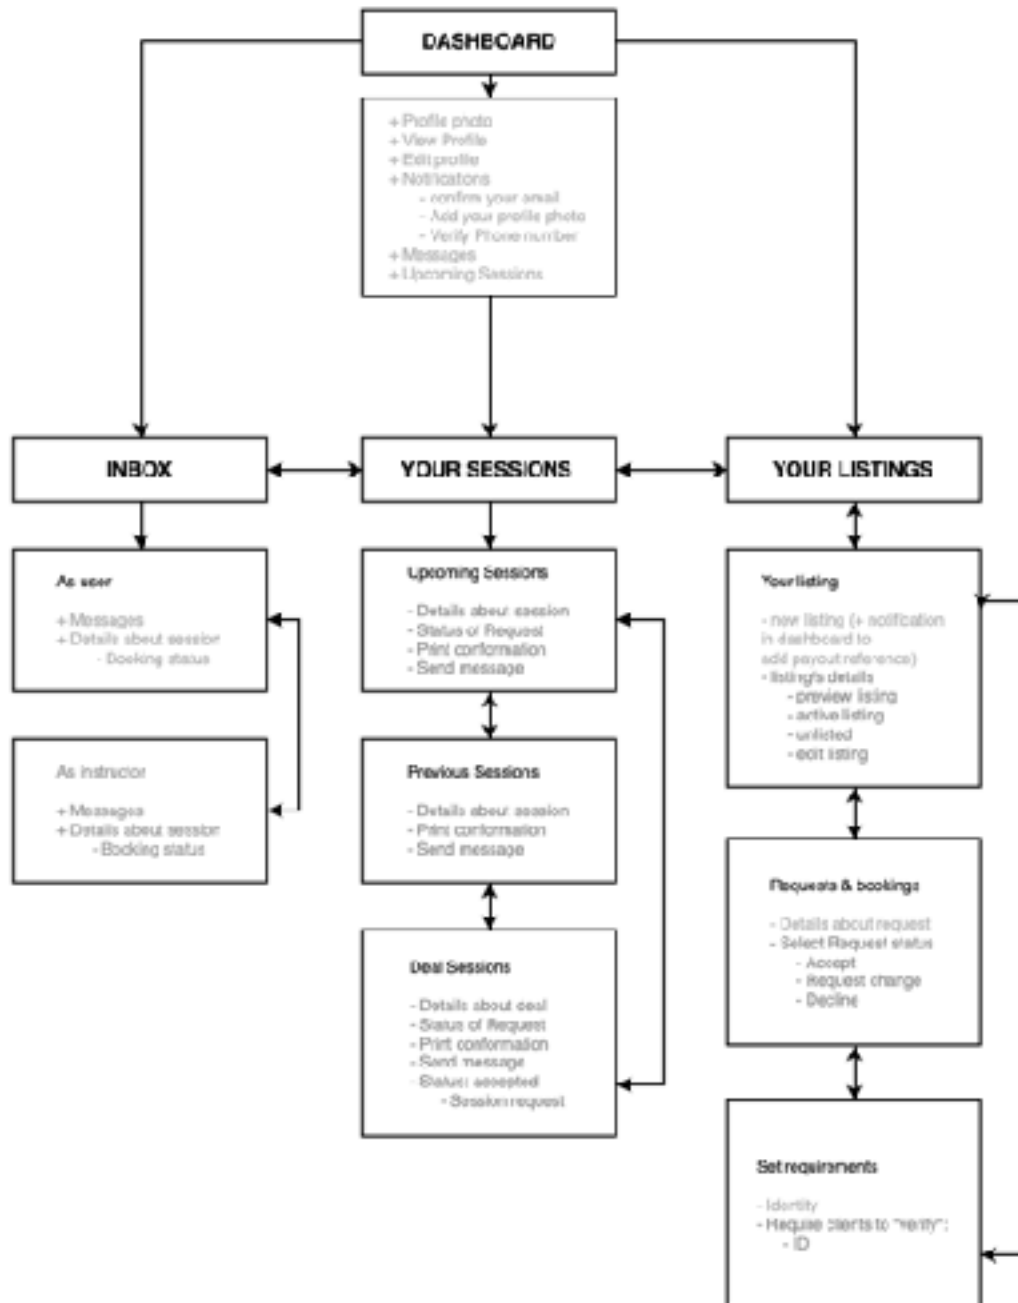 DASHBOARD
+ Profile photo
+ View Profile
+ Edit profile
+ Notifications
- confirm your email
- Add your profile photo
- Verify Phone number
+ Messages
+ Upcoming Sessions
INBOX
YOUR SESSIONS
YOUR LISTINGS
As user
+ Messages
+ Details about session
- Booking status
As instructor
+ Messages
+ Details about session
- Booking status
Upcoming Sessions
- Details about session
- Status of Request
- Print conformation
- Send message
Previous Sessions
- Details about session
- Print conformation
- Send message
Deal Sessions
- Details about deal
- Status of Request
- Print conformation
- Send message
- Status: accepted
- Session request
Your listing
- new listing (+ notification
in dashboard to
add payout reference)
- listing's details
- preview listing
- active listing
- unlisted
- edit listing
Requests & bookings
- Details about request
- Select Request status
- Accept
- Request change
- Decline
Set requirements
- Identity
- Require clients to "verify":
- ID